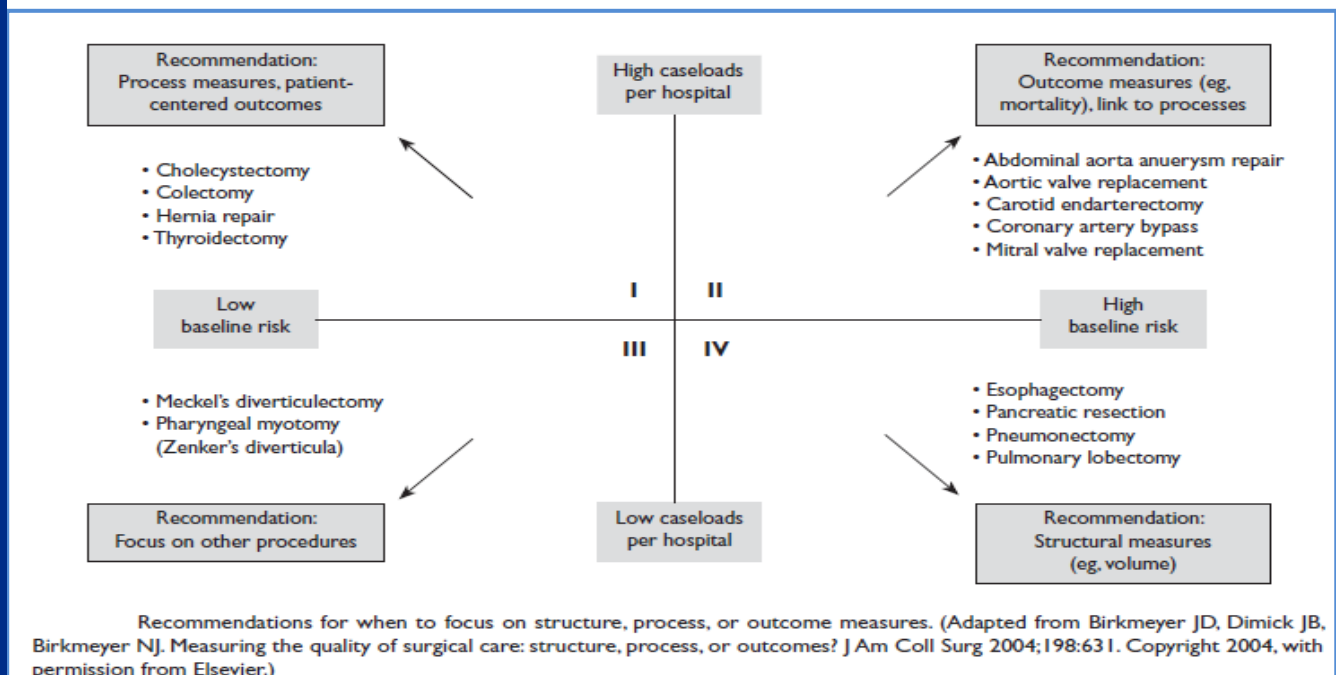 Recommendation:
Process measures, patient-
centered outcomes
High caseloads
per hospital
Recommendation:
Outcome measures (eg,
mortality), link to processes
• Cholecystectomy
• Colectomy
• Hernia repair
• Thyroidectomy
• Abdominal aorta anuerysm repair
• Aortic valve replacement
• Carotid endarterectomy
• Coronary artery bypass
• Mitral valve replacement
I II
Low
baseline risk
High
baseline risk
III IV
• Meckel's diverticulectomy
• Pharyngeal myotomy
(Zenker's diverticula)
• Esophagectomy
• Pancreatic resection
• Pneumonectomy
• Pulmonary lobectomy
Recommendation:
Focus on other procedures
Low caseloads
per hospital
Recommendation:
Structural measures
(eg, volume)
Recommendations for when to focus on structure, process, or outcome measures. (Adapted from Birkmeyer JD, Dimick JB,
Birkmeyer NJ. Measuring the quality of surgical care: structure, process, or outcomes? J Am Coll Surg 2004;198:631. Copyright 2004, with
permission from Elsevier.)